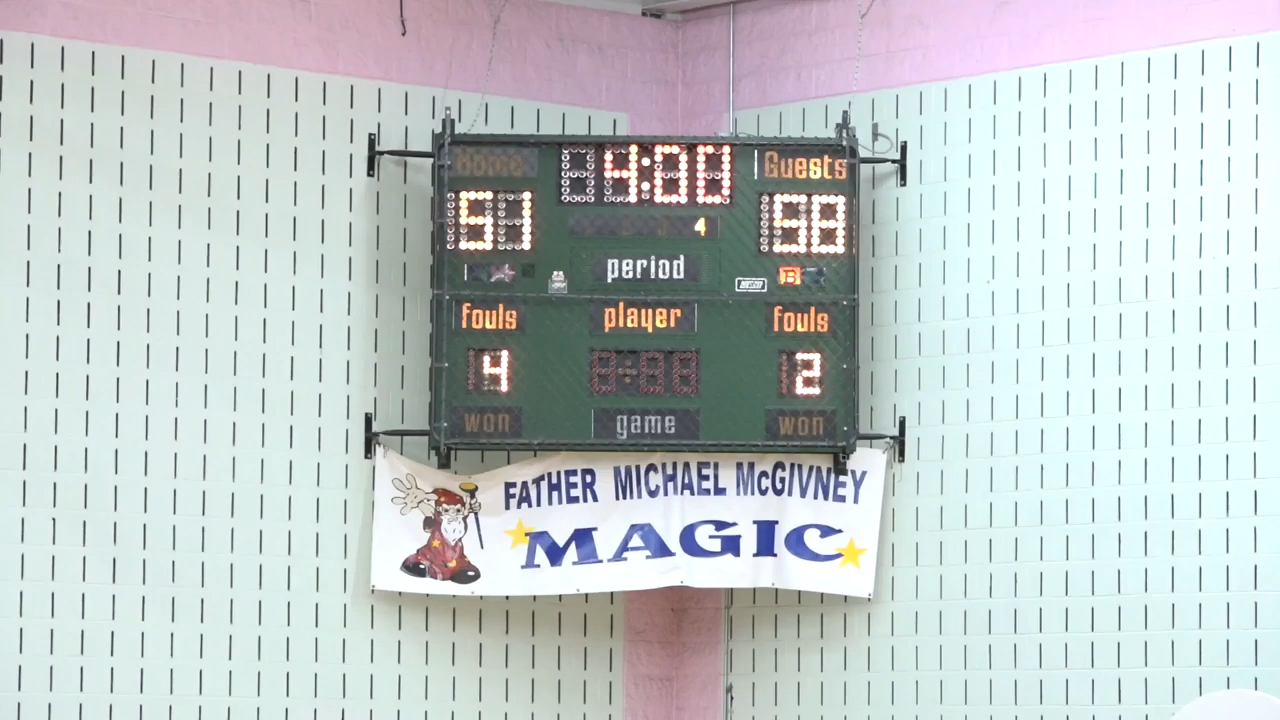 Home 4:00 Guests
51 58
4
period
B
fouls player fouls
4 2
won game won
FATHER MICHAEL McGIVNEY
MAGIC